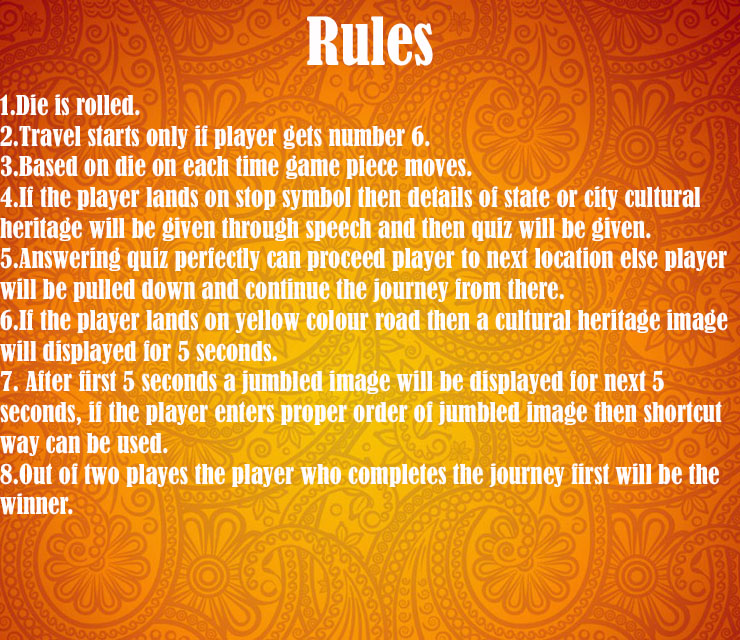 Rules
1.Die is rolled.
2.Travel starts only if player gets number 6.
3.Based on die on each time game piece moves.
4.If the player lands on stop symbol then details of state or city cultural
heritage will be given through speech and then quiz will be given.
5.Answering quiz perfectly can proceed player to next location else player
will be pulled down and continue the journey from there.
6.If the player lands on yellow colour road then a cultural heritage image
will displayed for 5 seconds.
7. After first 5 seconds a jumbled image will be displayed for next 5
seconds, if the player enters proper order of jumbled image then shortcut
way can be used.
8.Out of two playes the player who completes the journey first will be the
winner.